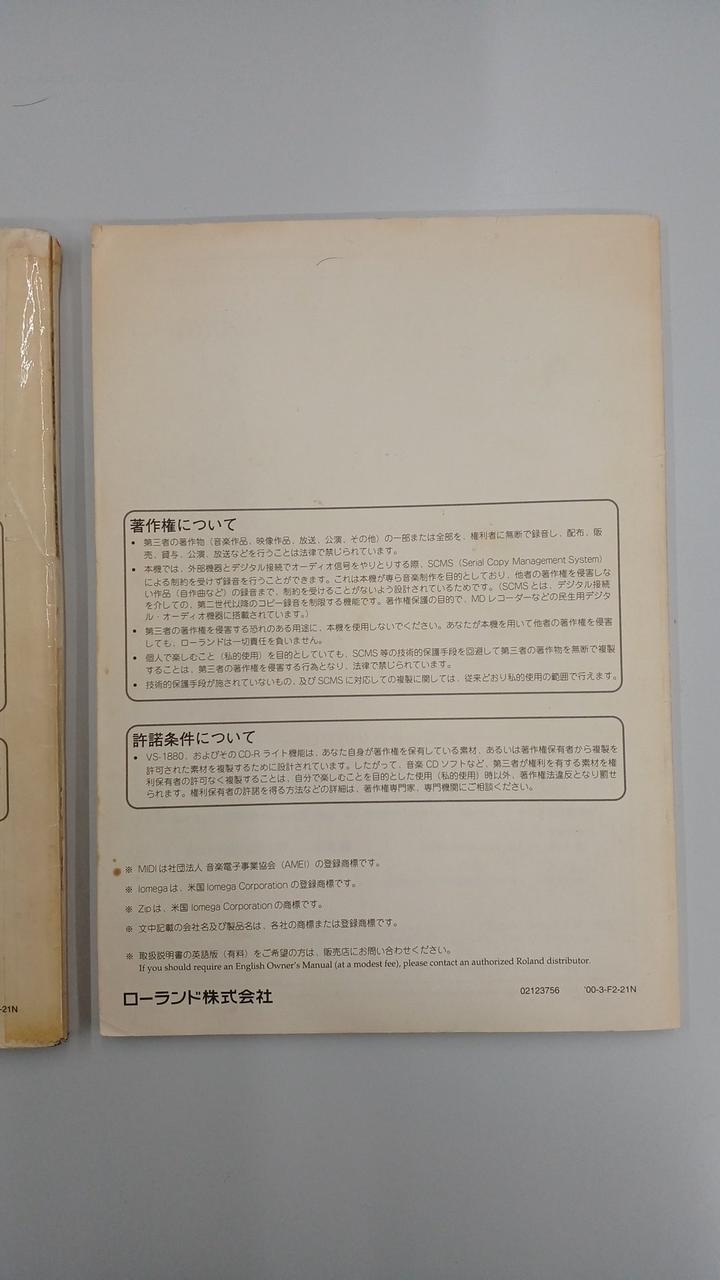 著作権について
• 第三者の著作物（音楽作品、映像作品、放送、公演、その他）の一部または全部を、権利者に無断で録音し、配布、販
売、貸与、公演、放送などを行うことは法律で禁じられています。
• 本機では、外部機器とデジタル接続でオーディオ信号をやりとりする際、SCMS（Serial Copy Management System）
による制約を受けず録音を行うことができます。これは本機が専ら音楽制作を目的としており、他者の著作権を侵害しな
い作品（自作曲など）の録音まで、制約を受けることがないよう設計されているためです。（SCMS とは、デジタル接続
を介しての、第二世代以降のコピー録音を制限する機能です。著作権保護の目的で、MD レコーダーなどの民生用デジタ
ル・オーディオ機器に搭載されています。）
• 第三者の著作権を侵害する恐れのある用途に、本機を使用しないでください。あなたが本機を用いて他者の著作権を侵害
しても、ローランドは一切責任を負いません。
• 個人で楽しむこと（私的使用）を目的としていても、SCMS 等の技術的保護手段を回避して第三者の著作物を無断で複製
することは、第三者の著作権を侵害する行為となり、法律で禁じられています。
• 技術的保護手段が施されていないもの、及び SCMS に対応しての複製に関しては、従来どおり私的使用の範囲で行えます。
許諾条件について
• VS-1880、およびその CD-R ライト機能は、あなた自身が著作権を保有している素材、あるいは著作権保有者から複製を
許可された素材を複製するために設計されています。したがって、音楽 CD ソフトなど、第三者が権利を有する素材を権
利保有者の許可なく複製することは、自分で楽しむことを目的とした使用（私的使用）時以外、著作権法違反となり罰せ
られます。権利保有者の許諾を得る方法などの詳細は、著作権専門家、専門機関にご相談ください。
※ MIDI は社団法人 音楽電子事業協会（AMEI）の登録商標です。
※ Iomega は、米国 Iomega Corporation の登録商標です。
※ Zip は、米国 Iomega Corporation の商標です。
※ 文中記載の会社名及び製品名は、各社の商標または登録商標です。
※ 取扱説明書の英語版（有料）をご希望の方は、販売店にお問い合わせください。
If you should require an English Owner's Manual (at a modest fee), please contact an authorized Roland distributor.
ローランド株式会社
02123756 '00-3-F2-21N
-21N